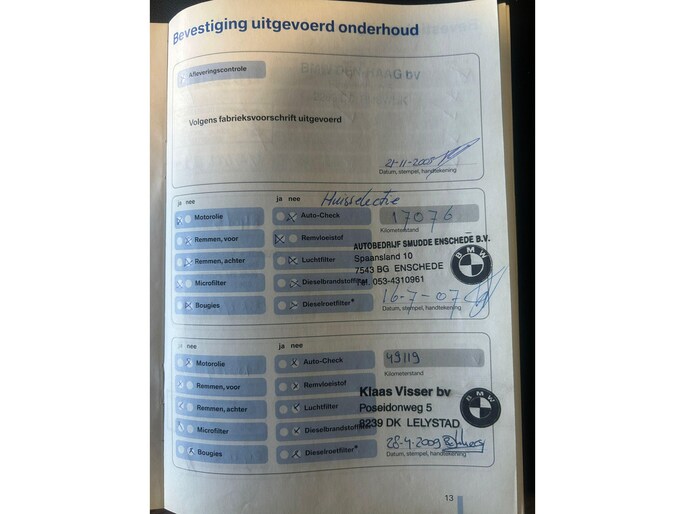 Bevestiging uitgevoerd onderhoud
Afleveringscontrole
Volgens fabrieksvoorschrift uitgevoerd
21-11-2005
Datum, stempel, handtekening
ja nee
ja nee
Huisselectie
Motorolie
Auto-Check
17076
Kilometerstand
Remmen, voor
Remvloeistof
AUTOBEDRIJF SMUDDE ENSCHEDE B.V.
Remmen, achter
Luchtfilter
Spaansland 10
7543 BG ENSCHEDE
BMW
Microfilter
Dieselbrandstoffilter
Tel. 053-4310961
Bougies
Dieselroetfilter*
16-7-07
Datum, stempel, handtekening
ja nee
ja nee
Motorolie
Auto-Check
49119
Kilometerstand
Remmen, voor
Remvloeistof
Klaas Visser bv
Remmen, achter
Luchtfilter
Poseidonweg 5
BMW
Microfilter
Dieselbrandstoffilter
8239 DK LELYSTAD
Bougies
Dieselroetfilter*
28-4-2009
Datum, stempel, handtekening
13